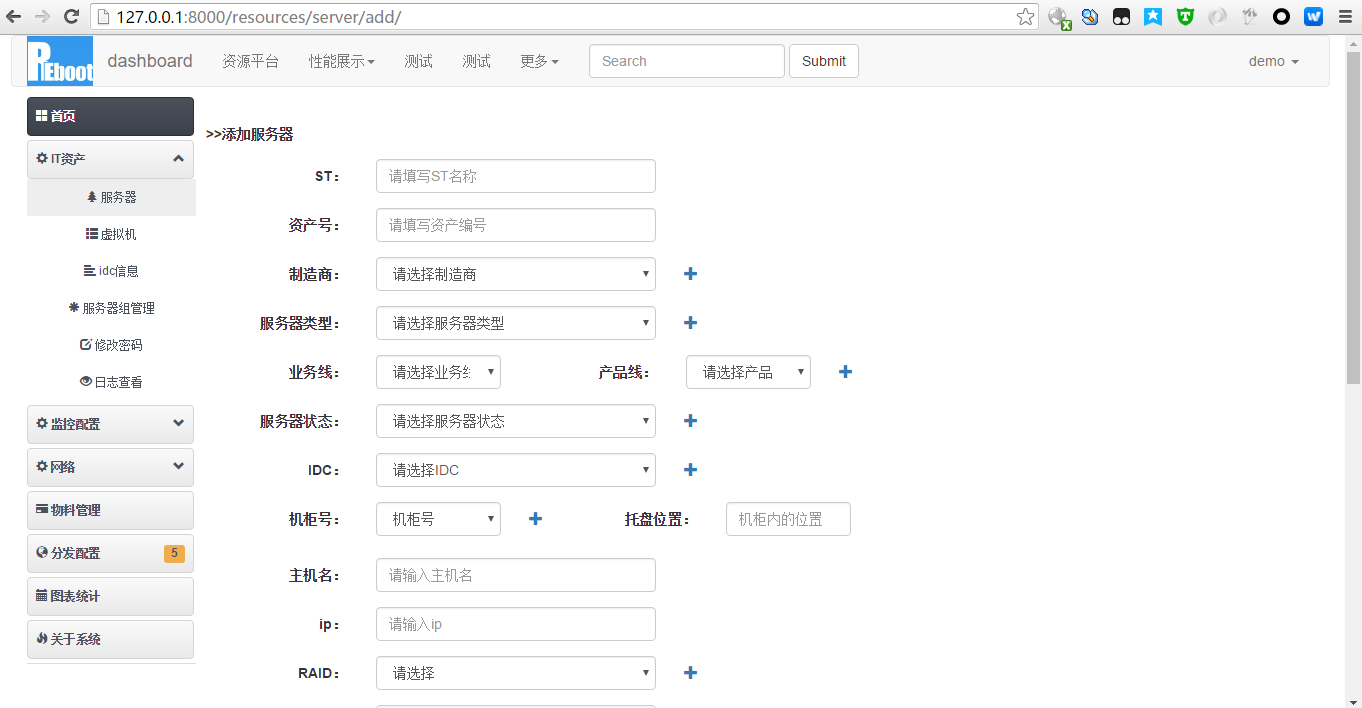 127.0.0.1:8000/resources/server/add/
REboot dashboard 资源平台 性能展示 测试 测试 更多 Search Submit demo
首页
>>添加服务器
IT资产
服务器
虚拟机
idc信息
服务器组管理
修改密码
日志查看
监控配置
网络
物料管理
分发配置 5
图表统计
关于系统
ST： 请填写ST名称
资产号： 请填写资产编号
制造商： 请选择制造商
服务器类型： 请选择服务器类型
业务线： 请选择业务 产品线： 请选择产品
服务器状态： 请选择服务器状态
IDC： 请选择IDC
机柜号： 机柜号 托盘位置： 机柜内的位置
主机名： 请输入主机名
ip： 请输入ip
RAID： 请选择